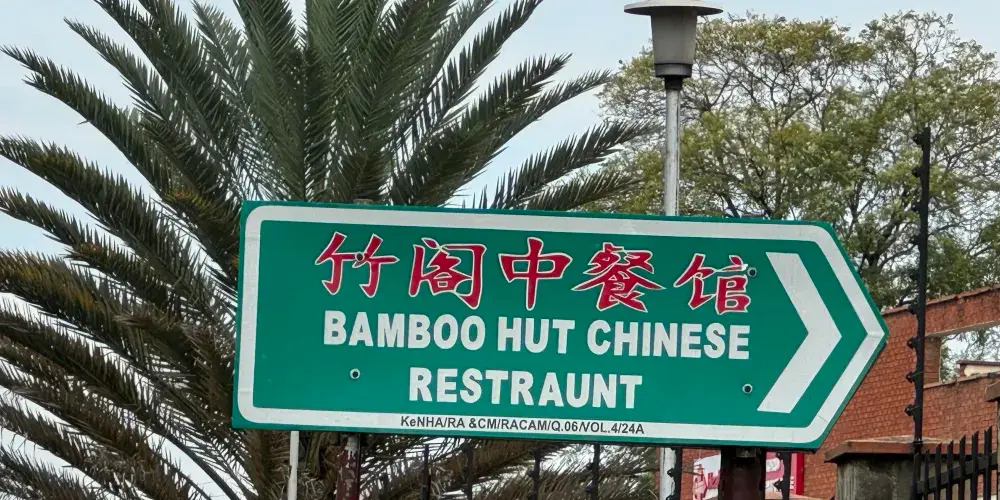 竹阁中餐馆
BAMBOO HUT CHINESE
RESTRAUNT
KeNHA/RA &CM/RACAM/Q.06/VOL.4/24A